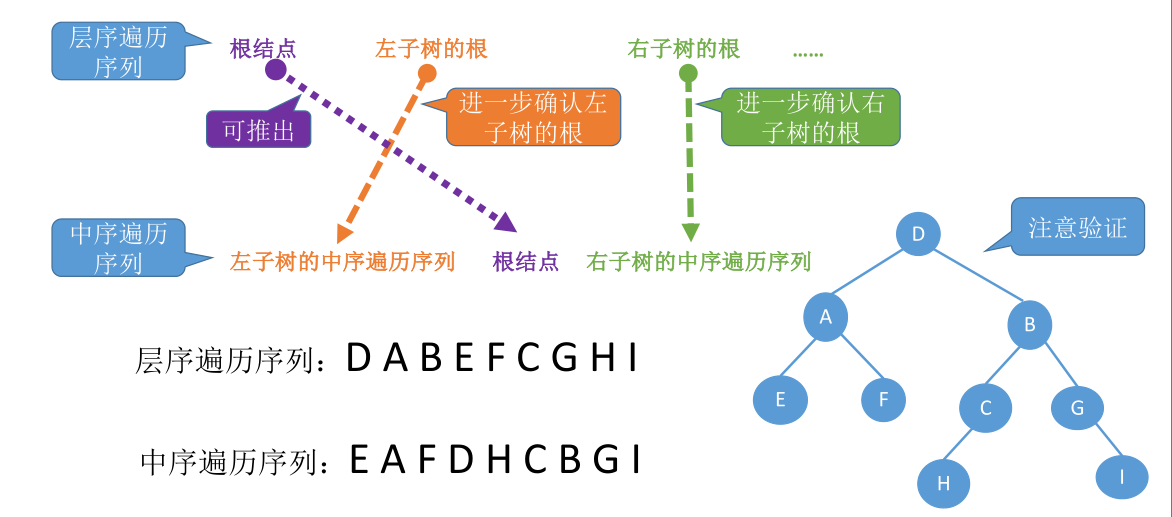 层序遍历
序列
根结点
左子树的根
右子树的根
......
可推出
进一步确认左
子树的根
进一步确认右
子树的根
中序遍历
序列
左子树的中序遍历序列
根结点
右子树的中序遍历序列
注意验证
层序遍历序列：D A B E F C G H I
中序遍历序列：E A F D H C B G I
D
A
B
E
F
C
G
H
I